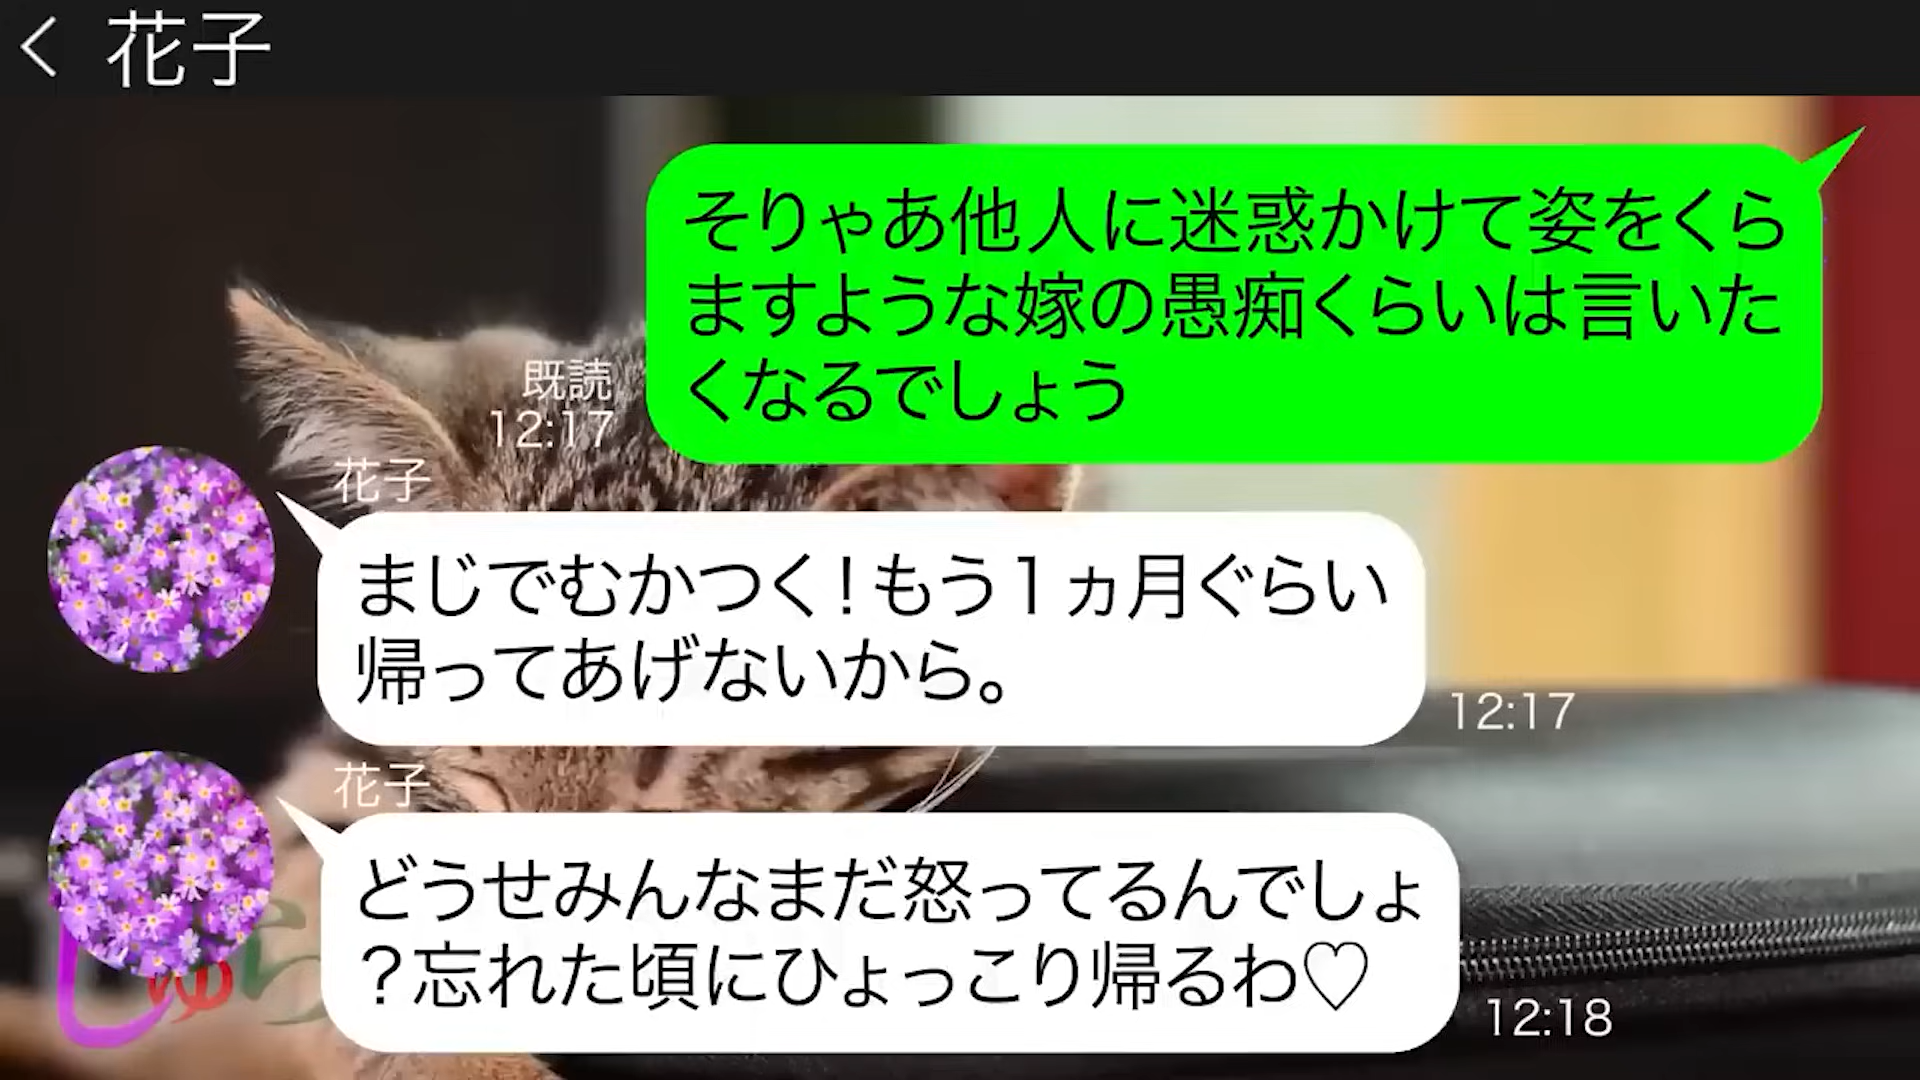 花子
そりゃあ他人に迷惑かけて姿をくら
ますような嫁の愚痴くらいは言いた
くなるでしょう
既読
12:17
花子
まじでむかつく!もう1ヵ月ぐらい
帰ってあげないから。
12:17
花子
どうせみんなまだ怒ってるんでしょ
?忘れた頃にひょっこり帰るわ♡
12:18